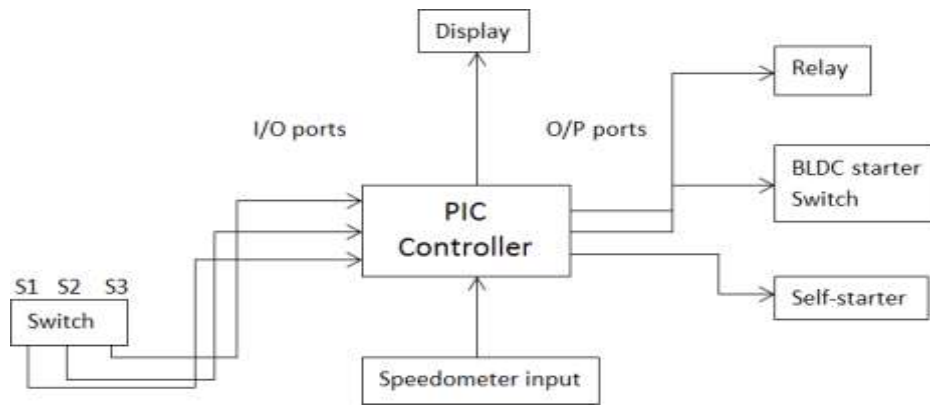 Display
Relay
I/O ports
O/P ports
BLDC starter
Switch
PIC
Controller
S1 S2 S3
Switch
Self-starter
Speedometer input